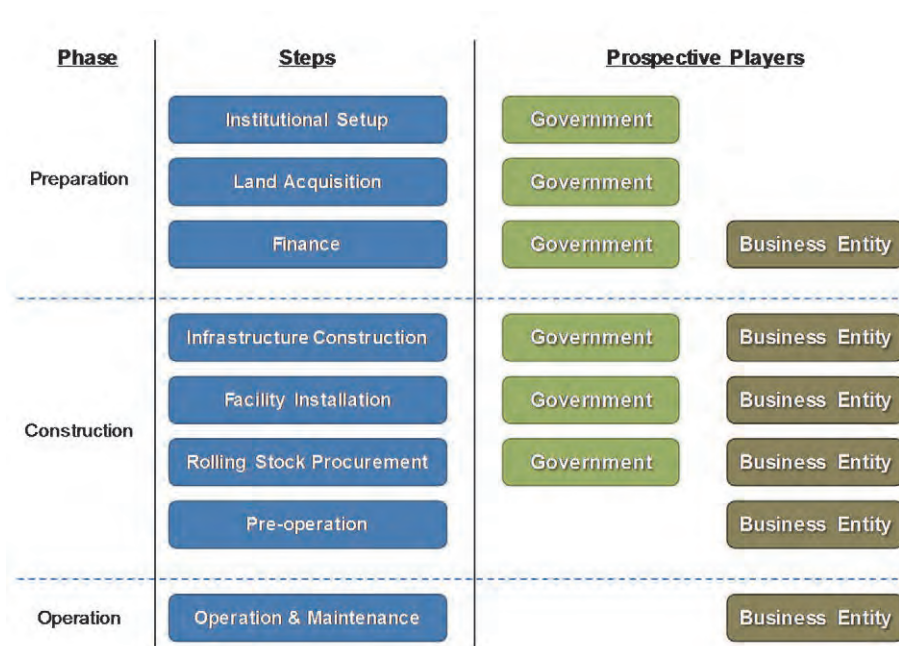 Phase Steps Prospective Players
Institutional Setup Government
Preparation Land Acquisition Government
Finance Government Business Entity
Infrastructure Construction Government Business Entity
Facility Installation Government Business Entity
Construction
Rolling Stock Procurement Government Business Entity
Pre-operation Business Entity
Operation Operation & Maintenance Business Entity